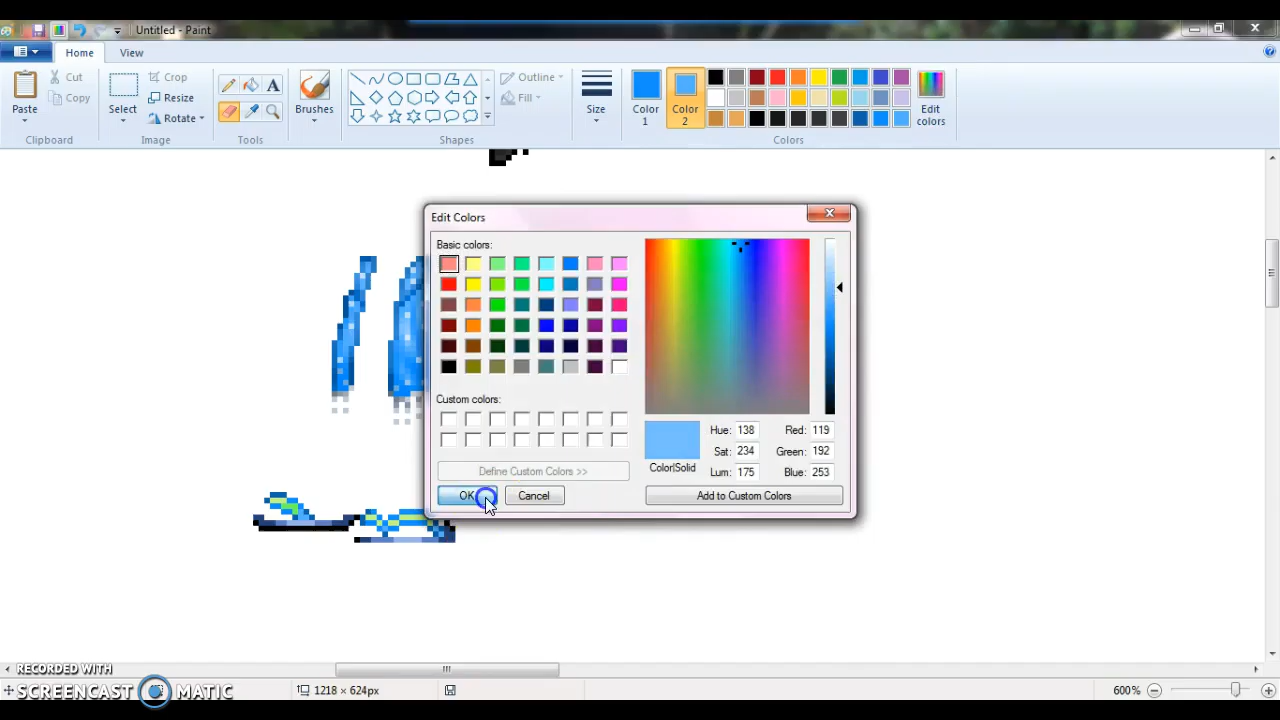 Untitled - Paint
Home View
Paste
Cut
Copy
Clipboard
Select
Crop
Resize
Rotate
Image
A
Tools
Brushes
Outline
Fill
Shapes
Size
Color 1
Color 2
Edit colors
Colors
Edit Colors
Basic colors:
Custom colors:
Define Custom Colors >>
OK Cancel
Color|Solid
Hue: 138 Red: 119
Sat: 234 Green: 192
Lum: 175 Blue: 253
Add to Custom Colors
RECORDED WITH
SCREENCAST MATIC
1218 × 624px
600%